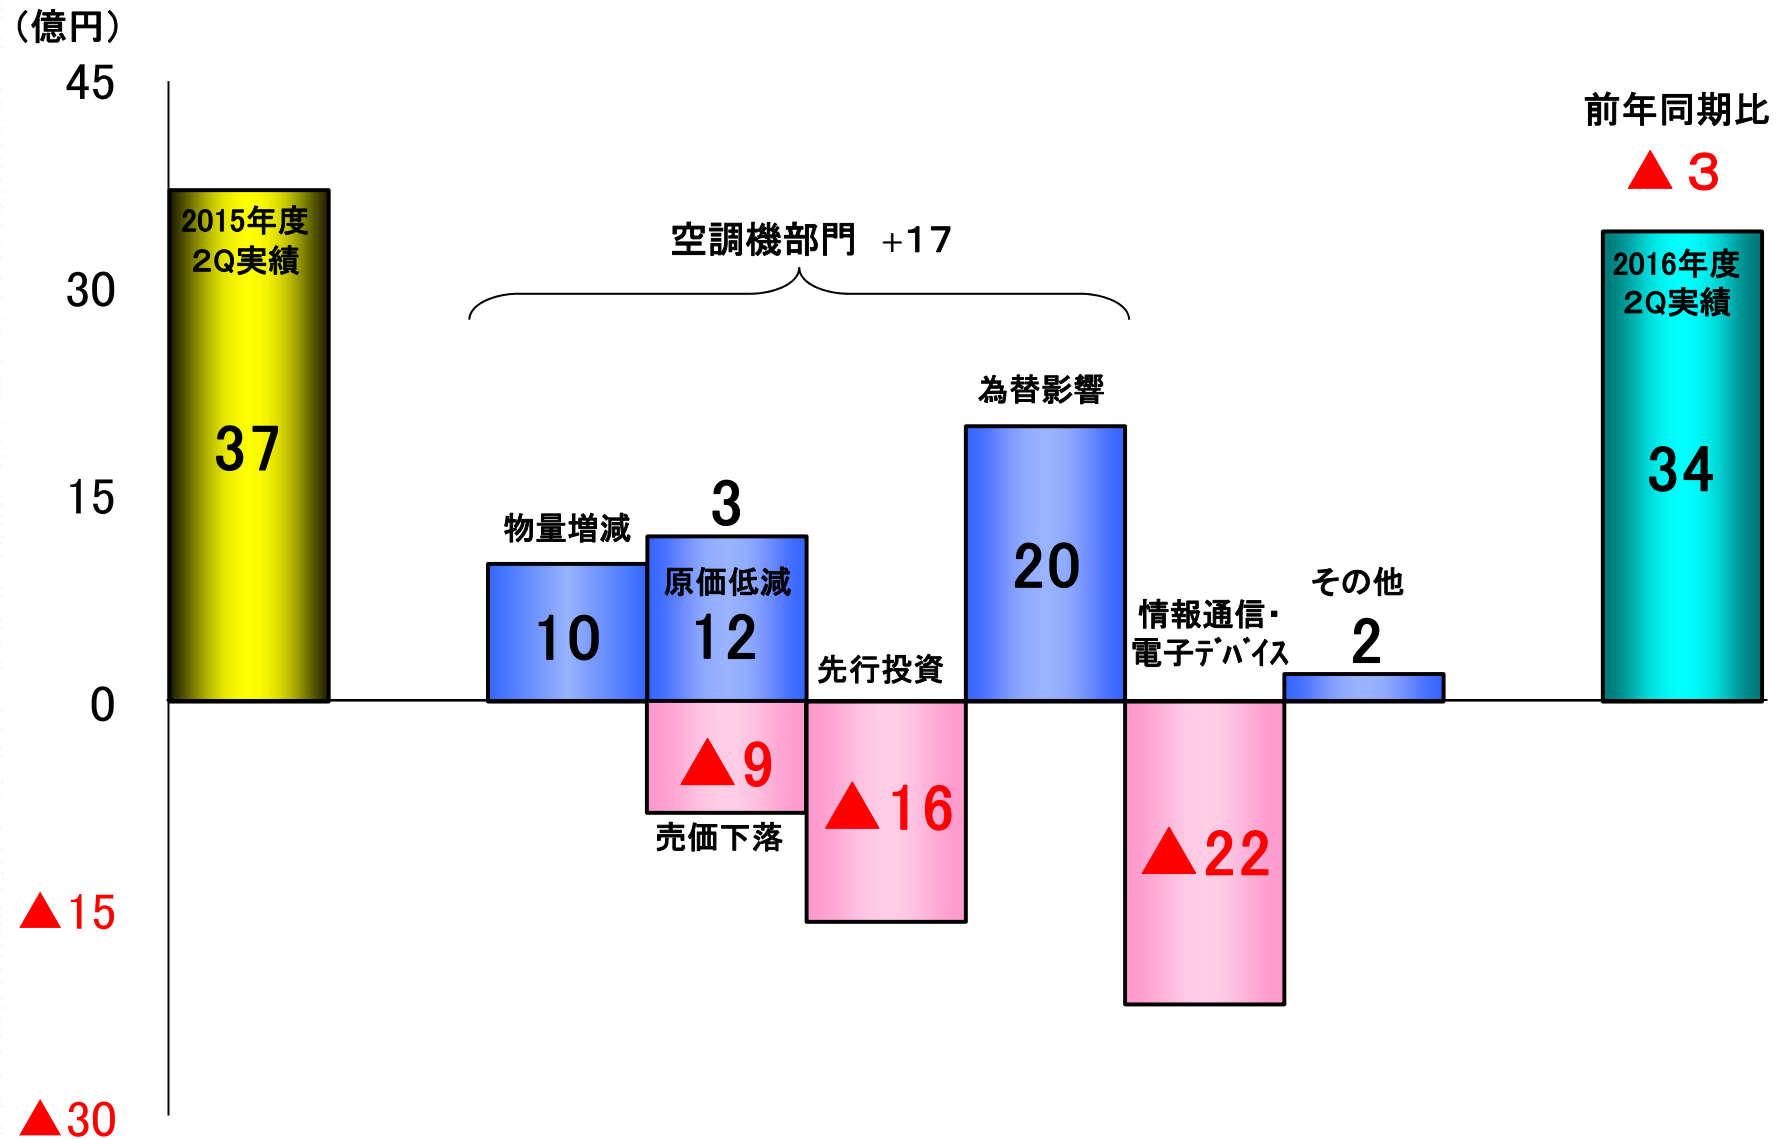 （億円）
45
30
15
0
▲15
▲30
2015年度
２Q実績
37
空調機部門 +１７
物量増減
10
3
原価低減
12
▲9
売価下落
先行投資
▲16
為替影響
20
情報通信・
電子ﾃﾞﾊﾞｲｽ
▲22
その他
2
前年同期比
▲ 3
2016年度
２Q実績
34